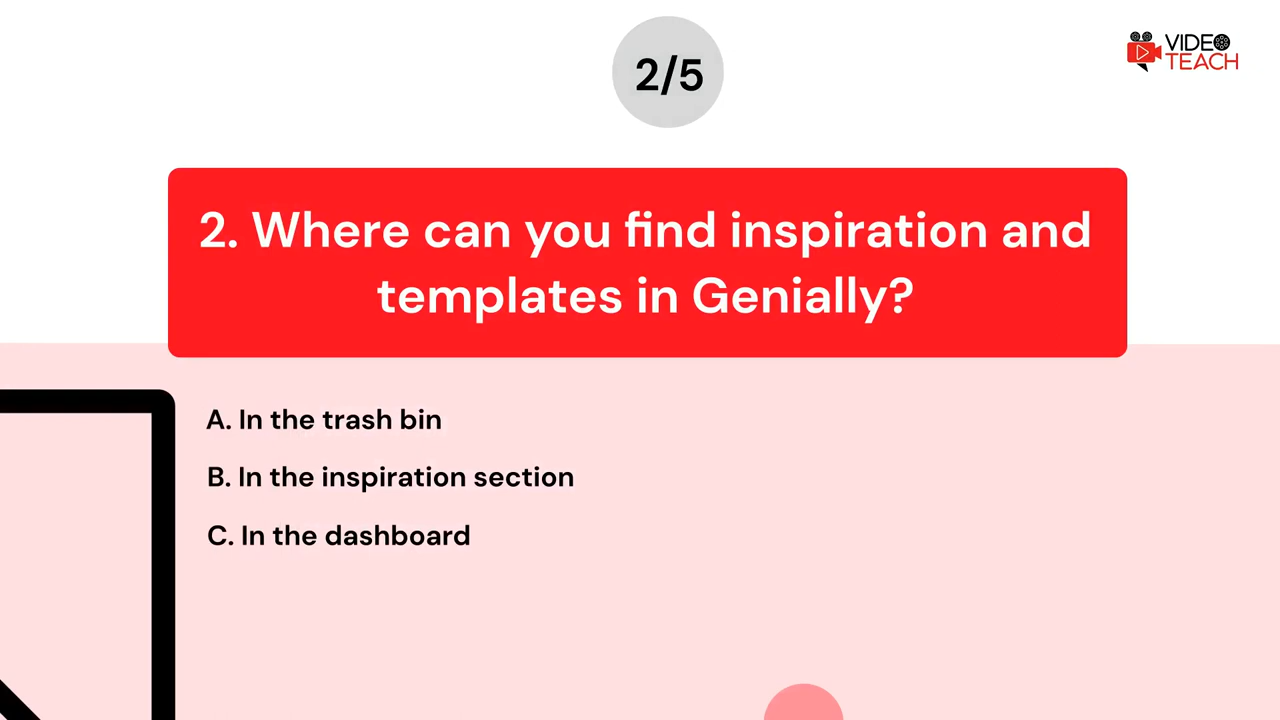 2/5
VIDEO
TEACH
2. Where can you find inspiration and
templates in Genially?
A. In the trash bin
B. In the inspiration section
C. In the dashboard